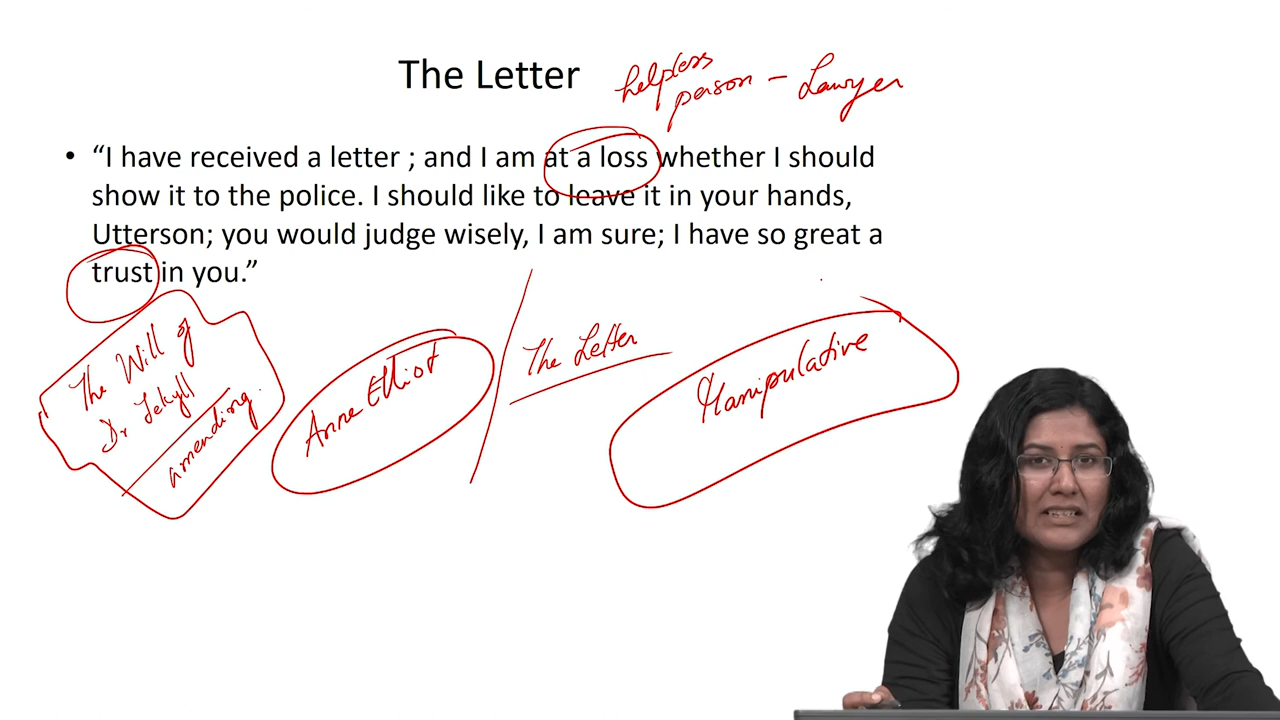 The Letter
helpless
person – Lawyer
• “I have received a letter ; and I am at a loss whether I should
show it to the police. I should like to leave it in your hands,
Utterson; you would judge wisely, I am sure; I have so great a
trust in you.”
The Will of
Dr Jekyll
amending
Anne Elliot
The Letter
Manipulative